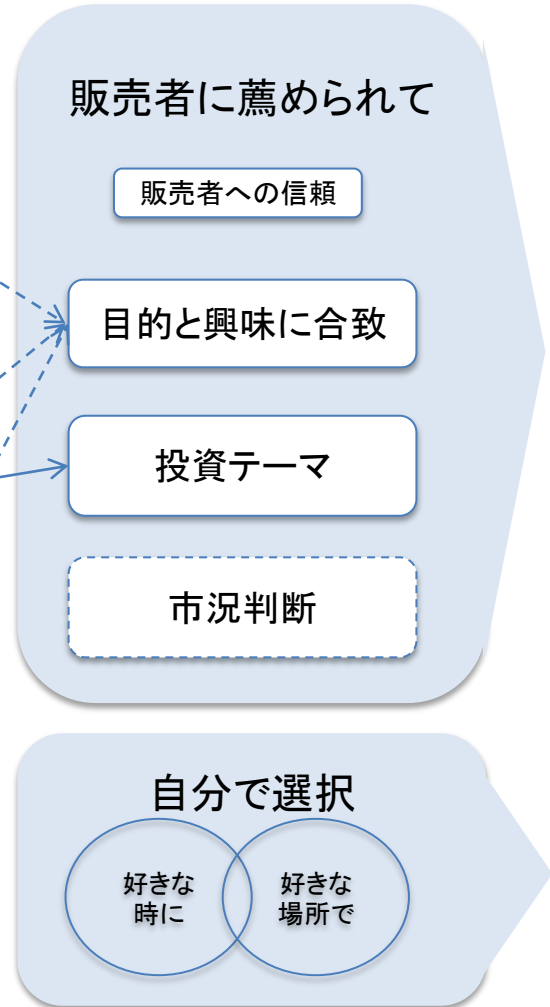 販売者に薦められて
販売者への信頼
目的と興味に合致
投資テーマ
市況判断
自分で選択
好きな
時に
好きな
場所で